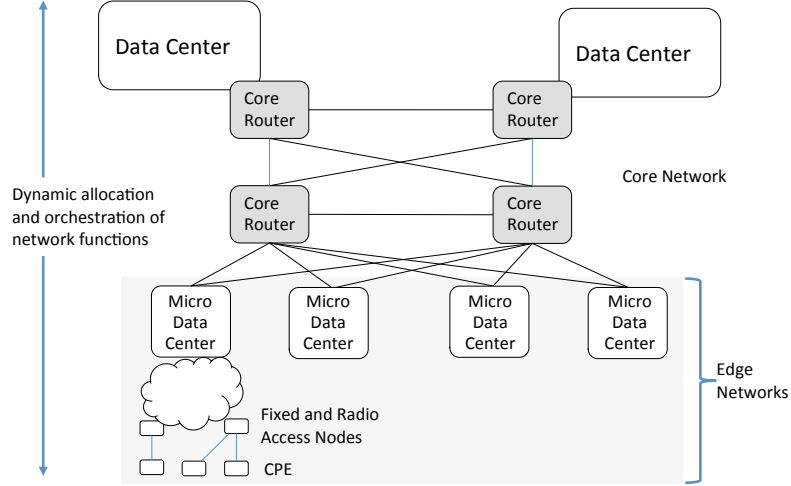 Data Center
Data Center
Core
Router
Core
Router
Core Network
Dynamic allocation
and orchestration of
network functions
Core
Router
Core
Router
Micro
Data
Center
Micro
Data
Center
Micro
Data
Center
Micro
Data
Center
Edge
Networks
Fixed and Radio
Access Nodes
CPE